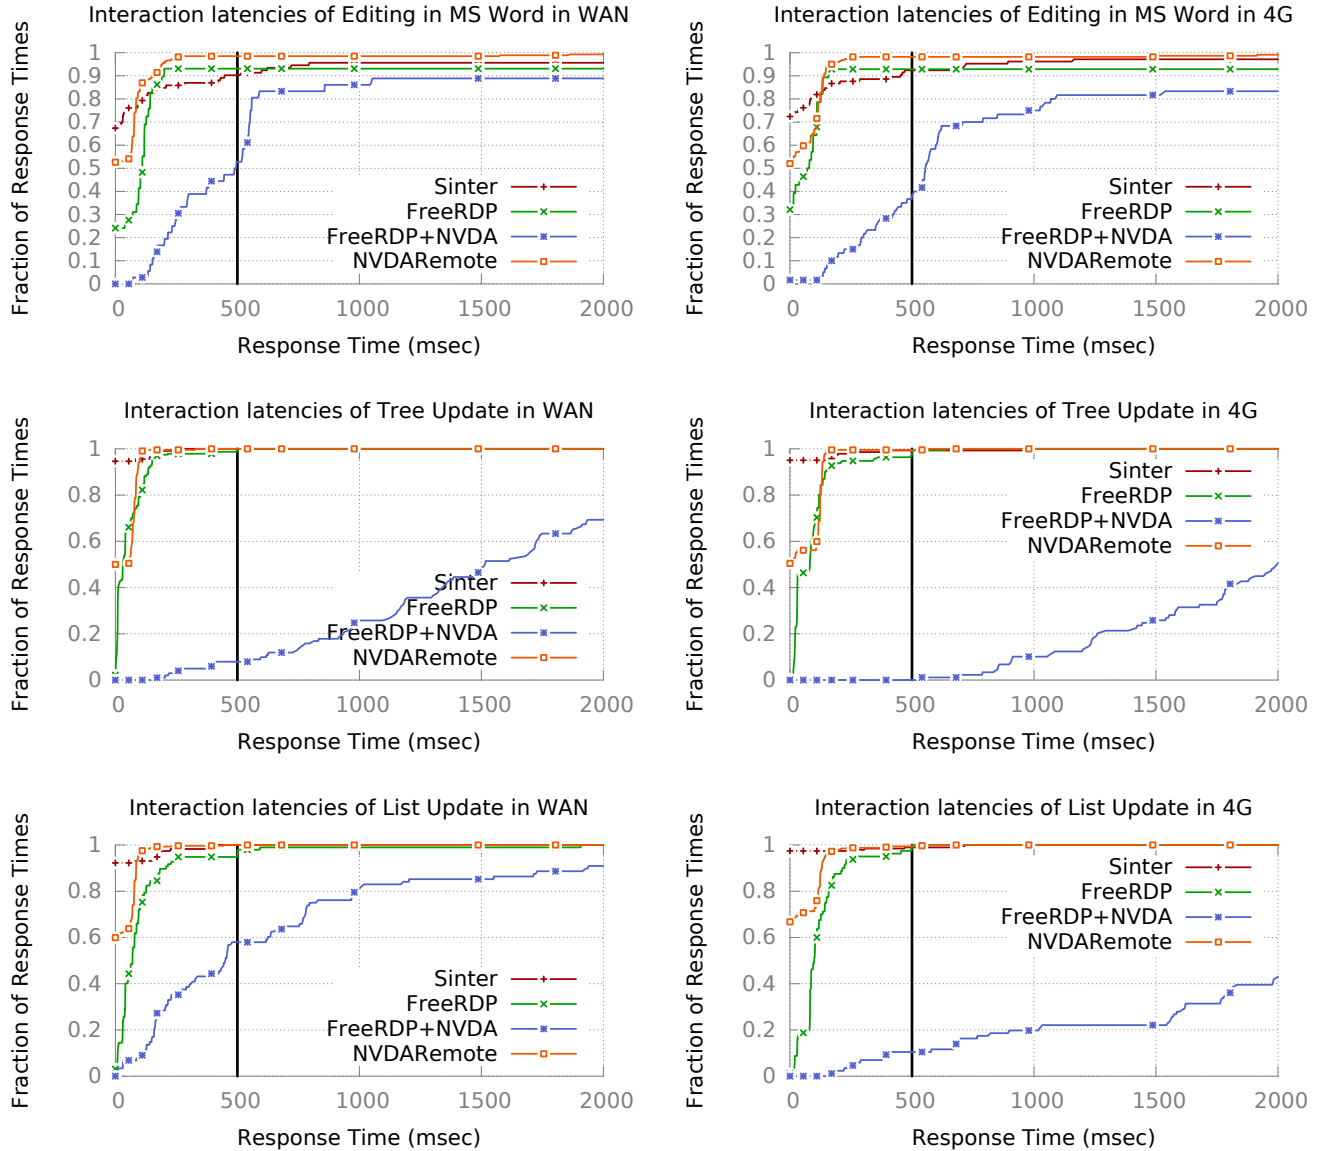 Interaction latencies of Editing in MS Word in WAN
Fraction of Response Times
1
0.9
0.8
0.7
0.6
0.5
0.4
0.3
0.2
0.1
0
Sinter
FreeRDP
FreeRDP+NVDA
NVDARemote
0 500 1000 1500 2000
Response Time (msec)
Interaction latencies of Editing in MS Word in 4G
Fraction of Response Times
1
0.9
0.8
0.7
0.6
0.5
0.4
0.3
0.2
0.1
0
Sinter
FreeRDP
FreeRDP+NVDA
NVDARemote
0 500 1000 1500 2000
Response Time (msec)
Interaction latencies of Tree Update in WAN
Fraction of Response Times
1
0.8
0.6
0.4
0.2
0
Sinter
FreeRDP
FreeRDP+NVDA
NVDARemote
0 500 1000 1500 2000
Response Time (msec)
Interaction latencies of Tree Update in 4G
Fraction of Response Times
1
0.8
0.6
0.4
0.2
0
Sinter
FreeRDP
FreeRDP+NVDA
NVDARemote
0 500 1000 1500 2000
Response Time (msec)
Interaction latencies of List Update in WAN
Fraction of Response Times
1
0.8
0.6
0.4
0.2
0
Sinter
FreeRDP
FreeRDP+NVDA
NVDARemote
0 500 1000 1500 2000
Response Time (msec)
Interaction latencies of List Update in 4G
Fraction of Response Times
1
0.8
0.6
0.4
0.2
0
Sinter
FreeRDP
FreeRDP+NVDA
NVDARemote
0 500 1000 1500 2000
Response Time (msec)